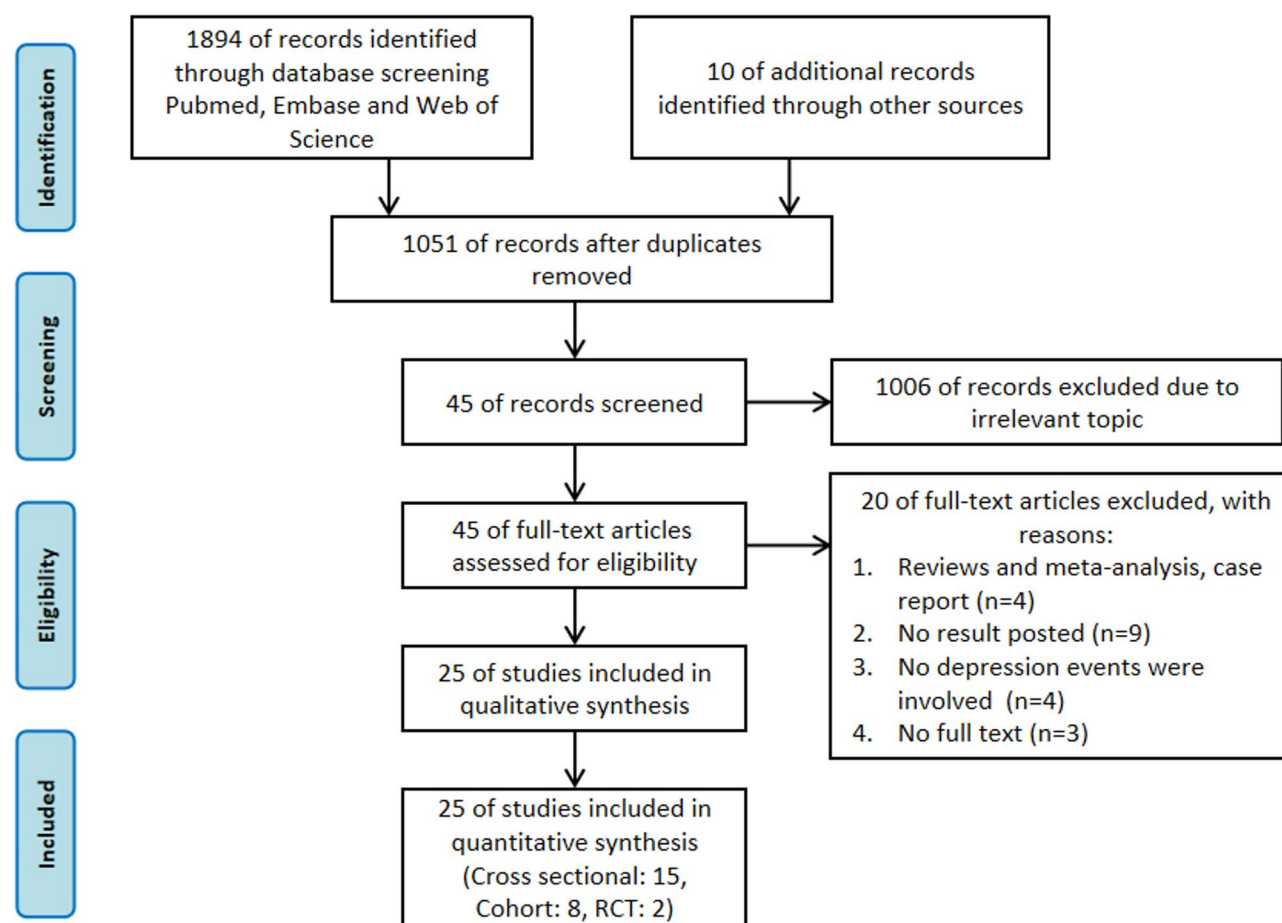 Identification
1894 of records identified
through database screening
Pubmed, Embase and Web of
Science
10 of additional records
identified through other sources
1051 of records after duplicates
removed
Screening
45 of records screened
1006 of records excluded due to
irrelevant topic
Eligibility
45 of full-text articles
assessed for eligibility
20 of full-text articles excluded, with
reasons:
1. Reviews and meta-analysis, case
report (n=4)
2. No result posted (n=9)
3. No depression events were
involved (n=4)
4. No full text (n=3)
25 of studies included in
qualitative synthesis
Included
25 of studies included in
quantitative synthesis
(Cross sectional: 15,
Cohort: 8, RCT: 2)